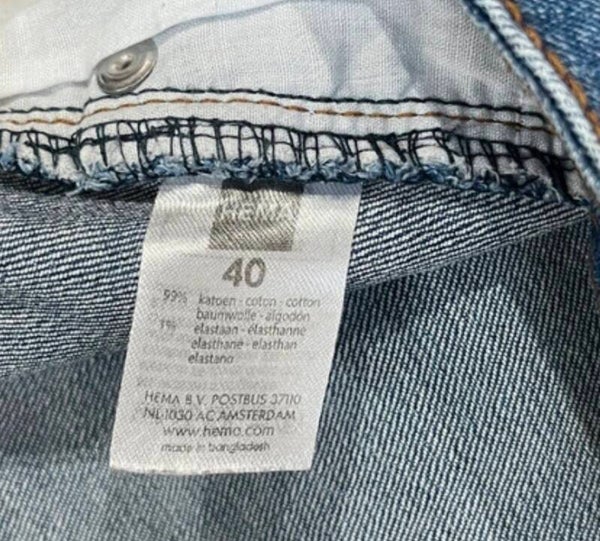 HEMA
40
99% katoen - coton - cotton
baumwolle - algodon
1% elastaan - élasthanne
elasthane - elasthan
elastano
HEMA B.V. POSTBUS 37110
NL-1030 AC AMSTERDAM
www.hema.com
made in bangladesh